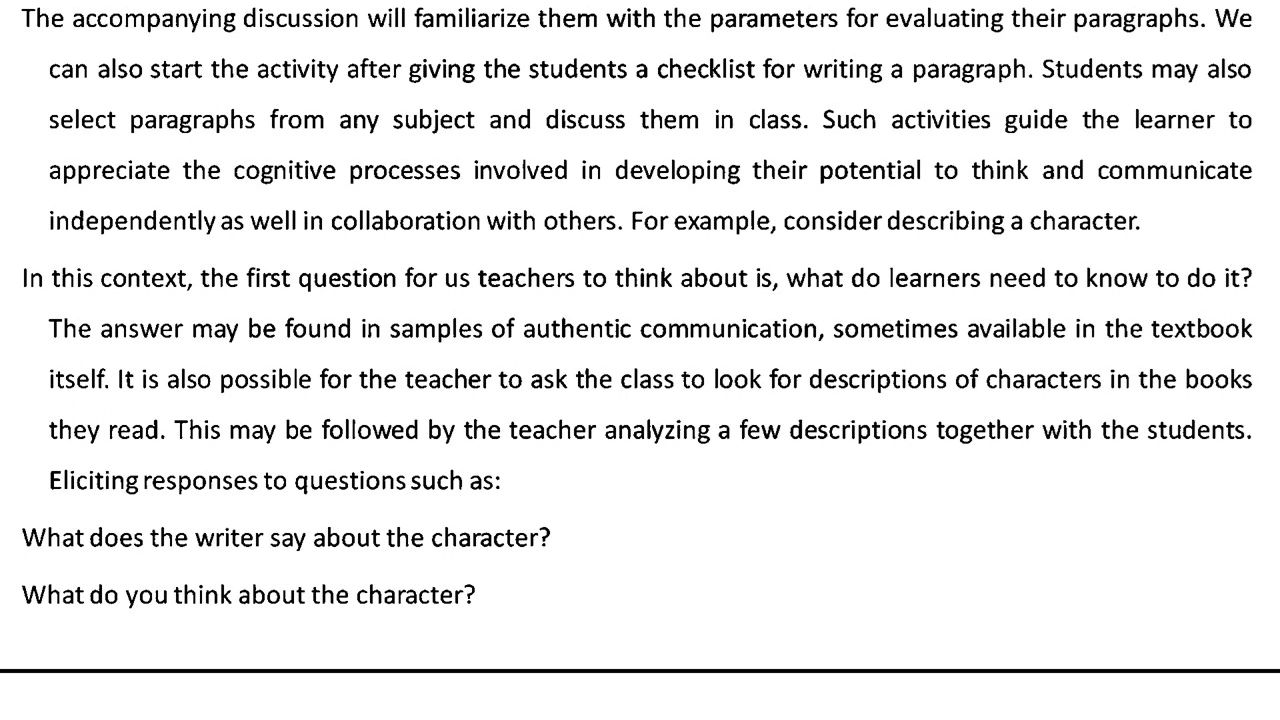 The accompanying discussion will familiarize them with the parameters for evaluating their paragraphs. We
can also start the activity after giving the students a checklist for writing a paragraph. Students may also
select paragraphs from any subject and discuss them in class. Such activities guide the learner to
appreciate the cognitive processes involved in developing their potential to think and communicate
independently as well in collaboration with others. For example, consider describing a character.
In this context, the first question for us teachers to think about is, what do learners need to know to do it?
The answer may be found in samples of authentic communication, sometimes available in the textbook
itself. It is also possible for the teacher to ask the class to look for descriptions of characters in the books
they read. This may be followed by the teacher analyzing a few descriptions together with the students.
Eliciting responses to questions such as:
What does the writer say about the character?
What do you think about the character?